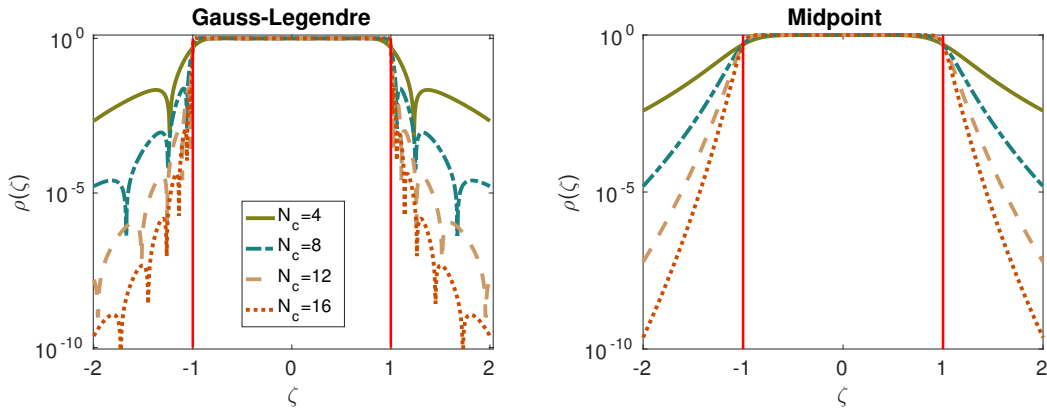 Gauss-Legendre
10^0
10^-5
10^-10
ρ(ζ)
N_c=4
N_c=8
N_c=12
N_c=16
-2 -1 0 1 2
ζ
Midpoint
10^0
10^-5
10^-10
ρ(ζ)
-2 -1 0 1 2
ζ